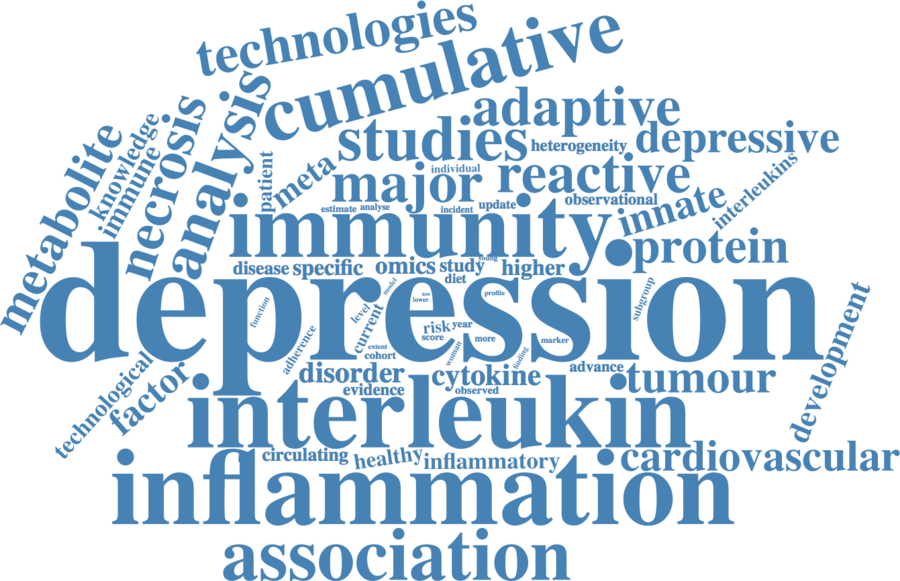 technologies
cumulative
adaptive
studies
heterogeneity
depressive
metabolite
knowledge
immune
necrosis
analysis
patient
meta
individual
major
reactive
interleukins
estimate
analyse
incident
update
observational
innate
immunity
protein
disease
specific
omics
study
young
higher
diet
depression
function
model
low
lower
profile
subgroup
level
current
risk
year
score
more
marker
adherence
extent
cohort
woman
finding
development
technological
factor
disorder
cytokine
advance
tumour
evidence
observed
interleukin
circulating
healthy
inflammatory
cardiovascular
inflammation
association